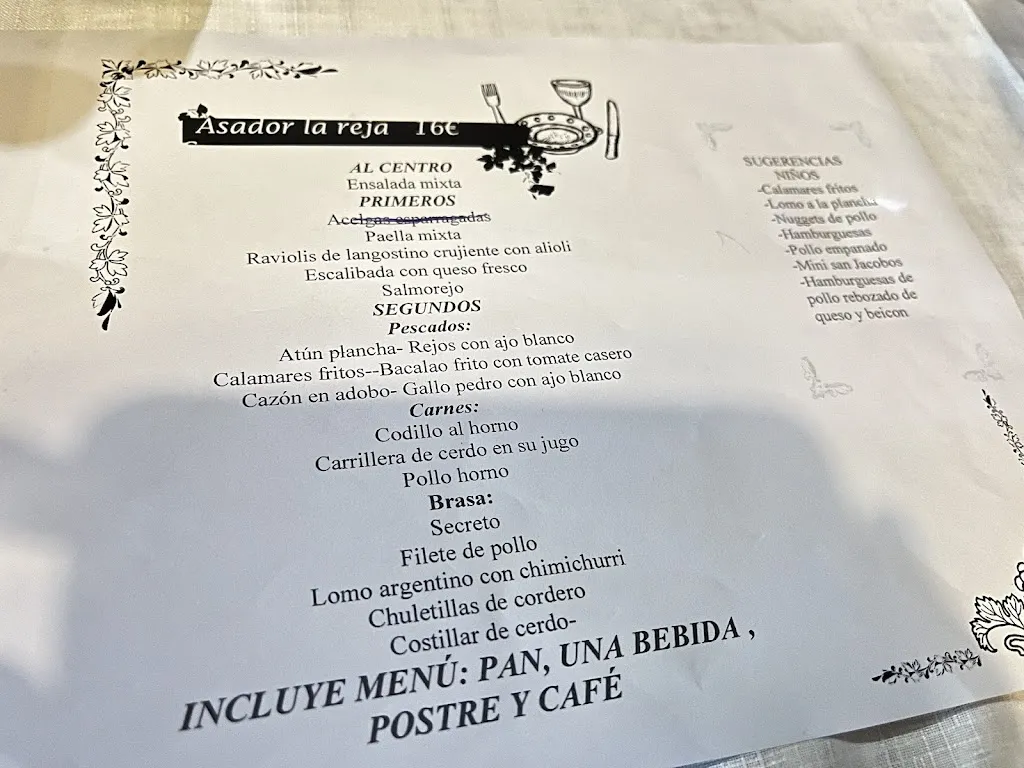 Asador la reja 16€
AL CENTRO
Ensalada mixta
PRIMEROS
Acelgas esparragadas
Paella mixta
Raviolis de langostino crujiente con alioli
Escalibada con queso fresco
Salmorejo
SEGUNDOS
Pescados:
Atún plancha- Rejos con ajo blanco
Calamares fritos--Bacalao frito con tomate casero
Cazón en adobo- Gallo pedro con ajo blanco
Carnes:
Codillo al horno
Carrillera de cerdo en su jugo
Pollo horno
Brasa:
Secreto
Filete de pollo
Lomo argentino con chimichurri
Chuletillas de cordero
Costillar de cerdo-
INCLUYE MENÚ: PAN, UNA BEBIDA ,
POSTRE Y CAFÉ
SUGERENCIAS
NIÑOS
-Calamares fritos
-Lomo a la plancha
-Nuggets de pollo
-Hamburguesas
-Pollo empanado
-Mini san Jacobos
-Hamburguesas de
pollo rebozado de
queso y beicon